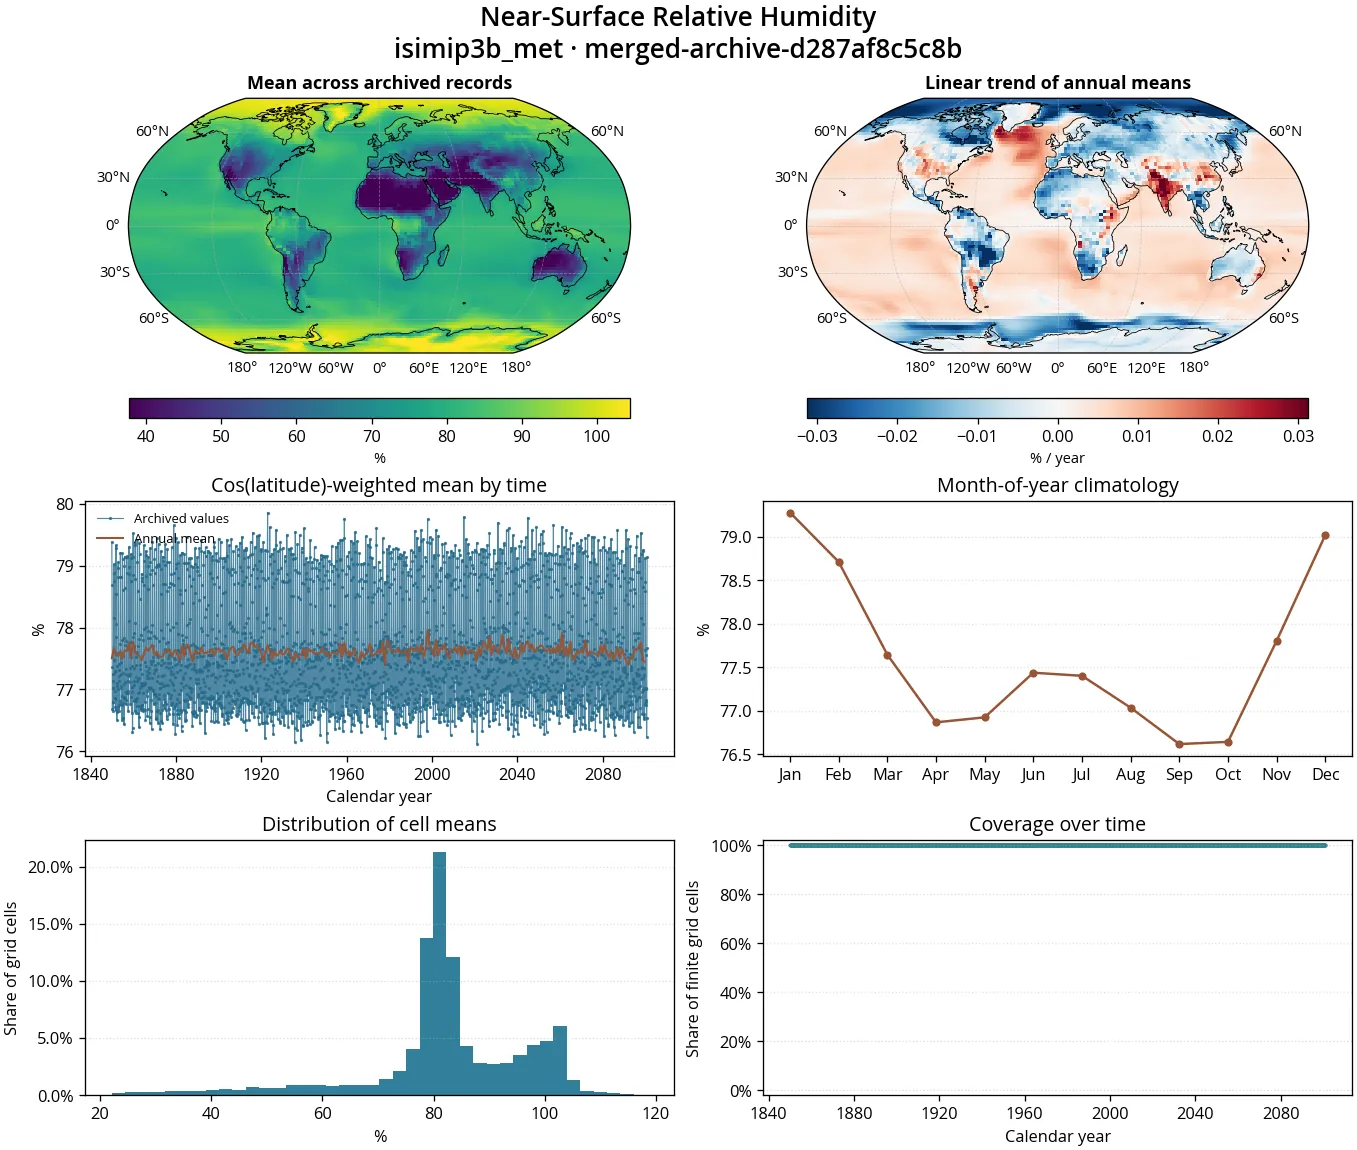 Near-Surface Relative Humidity
isimip3b_met · merged-archive-d287af8c5c8b
Mean across archived records
60°N 60°N
30°N 30°N
0° 0°
30°S 30°S
60°S 60°S
180° 120°W 60°W 0° 60°E 120°E 180°
40 50 60 70 80 90 100
%
Linear trend of annual means
60°N 60°N
30°N 30°N
0° 0°
30°S 30°S
60°S 60°S
180° 120°W 60°W 0° 60°E 120°E 180°
−0.03 −0.02 −0.01 0.00 0.01 0.02 0.03
% / year
Cos(latitude)-weighted mean by time
Archived values
Annual mean
80
79
78
77
76
%
1840 1880 1920 1960 2000 2040 2080
Calendar year
Month-of-year climatology
79.0
78.5
78.0
77.5
77.0
76.5
%
Jan Feb Mar Apr May Jun Jul Aug Sep Oct Nov Dec
Distribution of cell means
20.0%
15.0%
10.0%
5.0%
0.0%
Share of grid cells
20 40 60 80 100 120
%
Coverage over time
100%
80%
60%
40%
20%
0%
Share of finite grid cells
1840 1880 1920 1960 2000 2040 2080
Calendar year